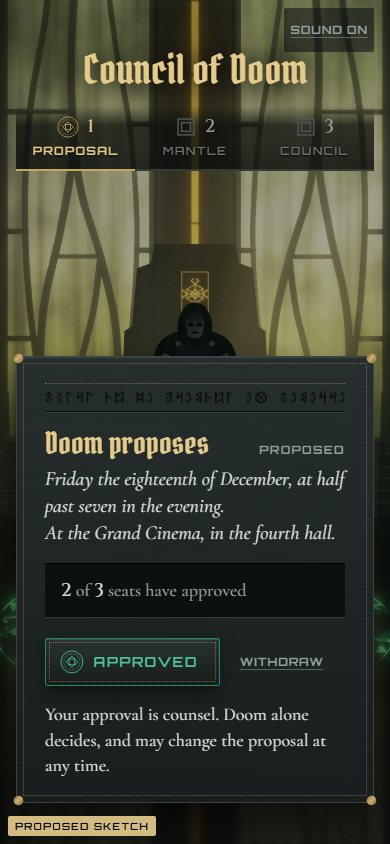 SOUND ON
Council of Doom
1
PROPOSAL
2
MANTLE
3
COUNCIL
Doom proposes
PROPOSED
Friday the eighteenth of December, at half
past seven in the evening.
At the Grand Cinema, in the fourth hall.
2 of 3 seats have approved
APPROVED
WITHDRAW
Your approval is counsel. Doom alone
decides, and may change the proposal at
any time.
PROPOSED SKETCH